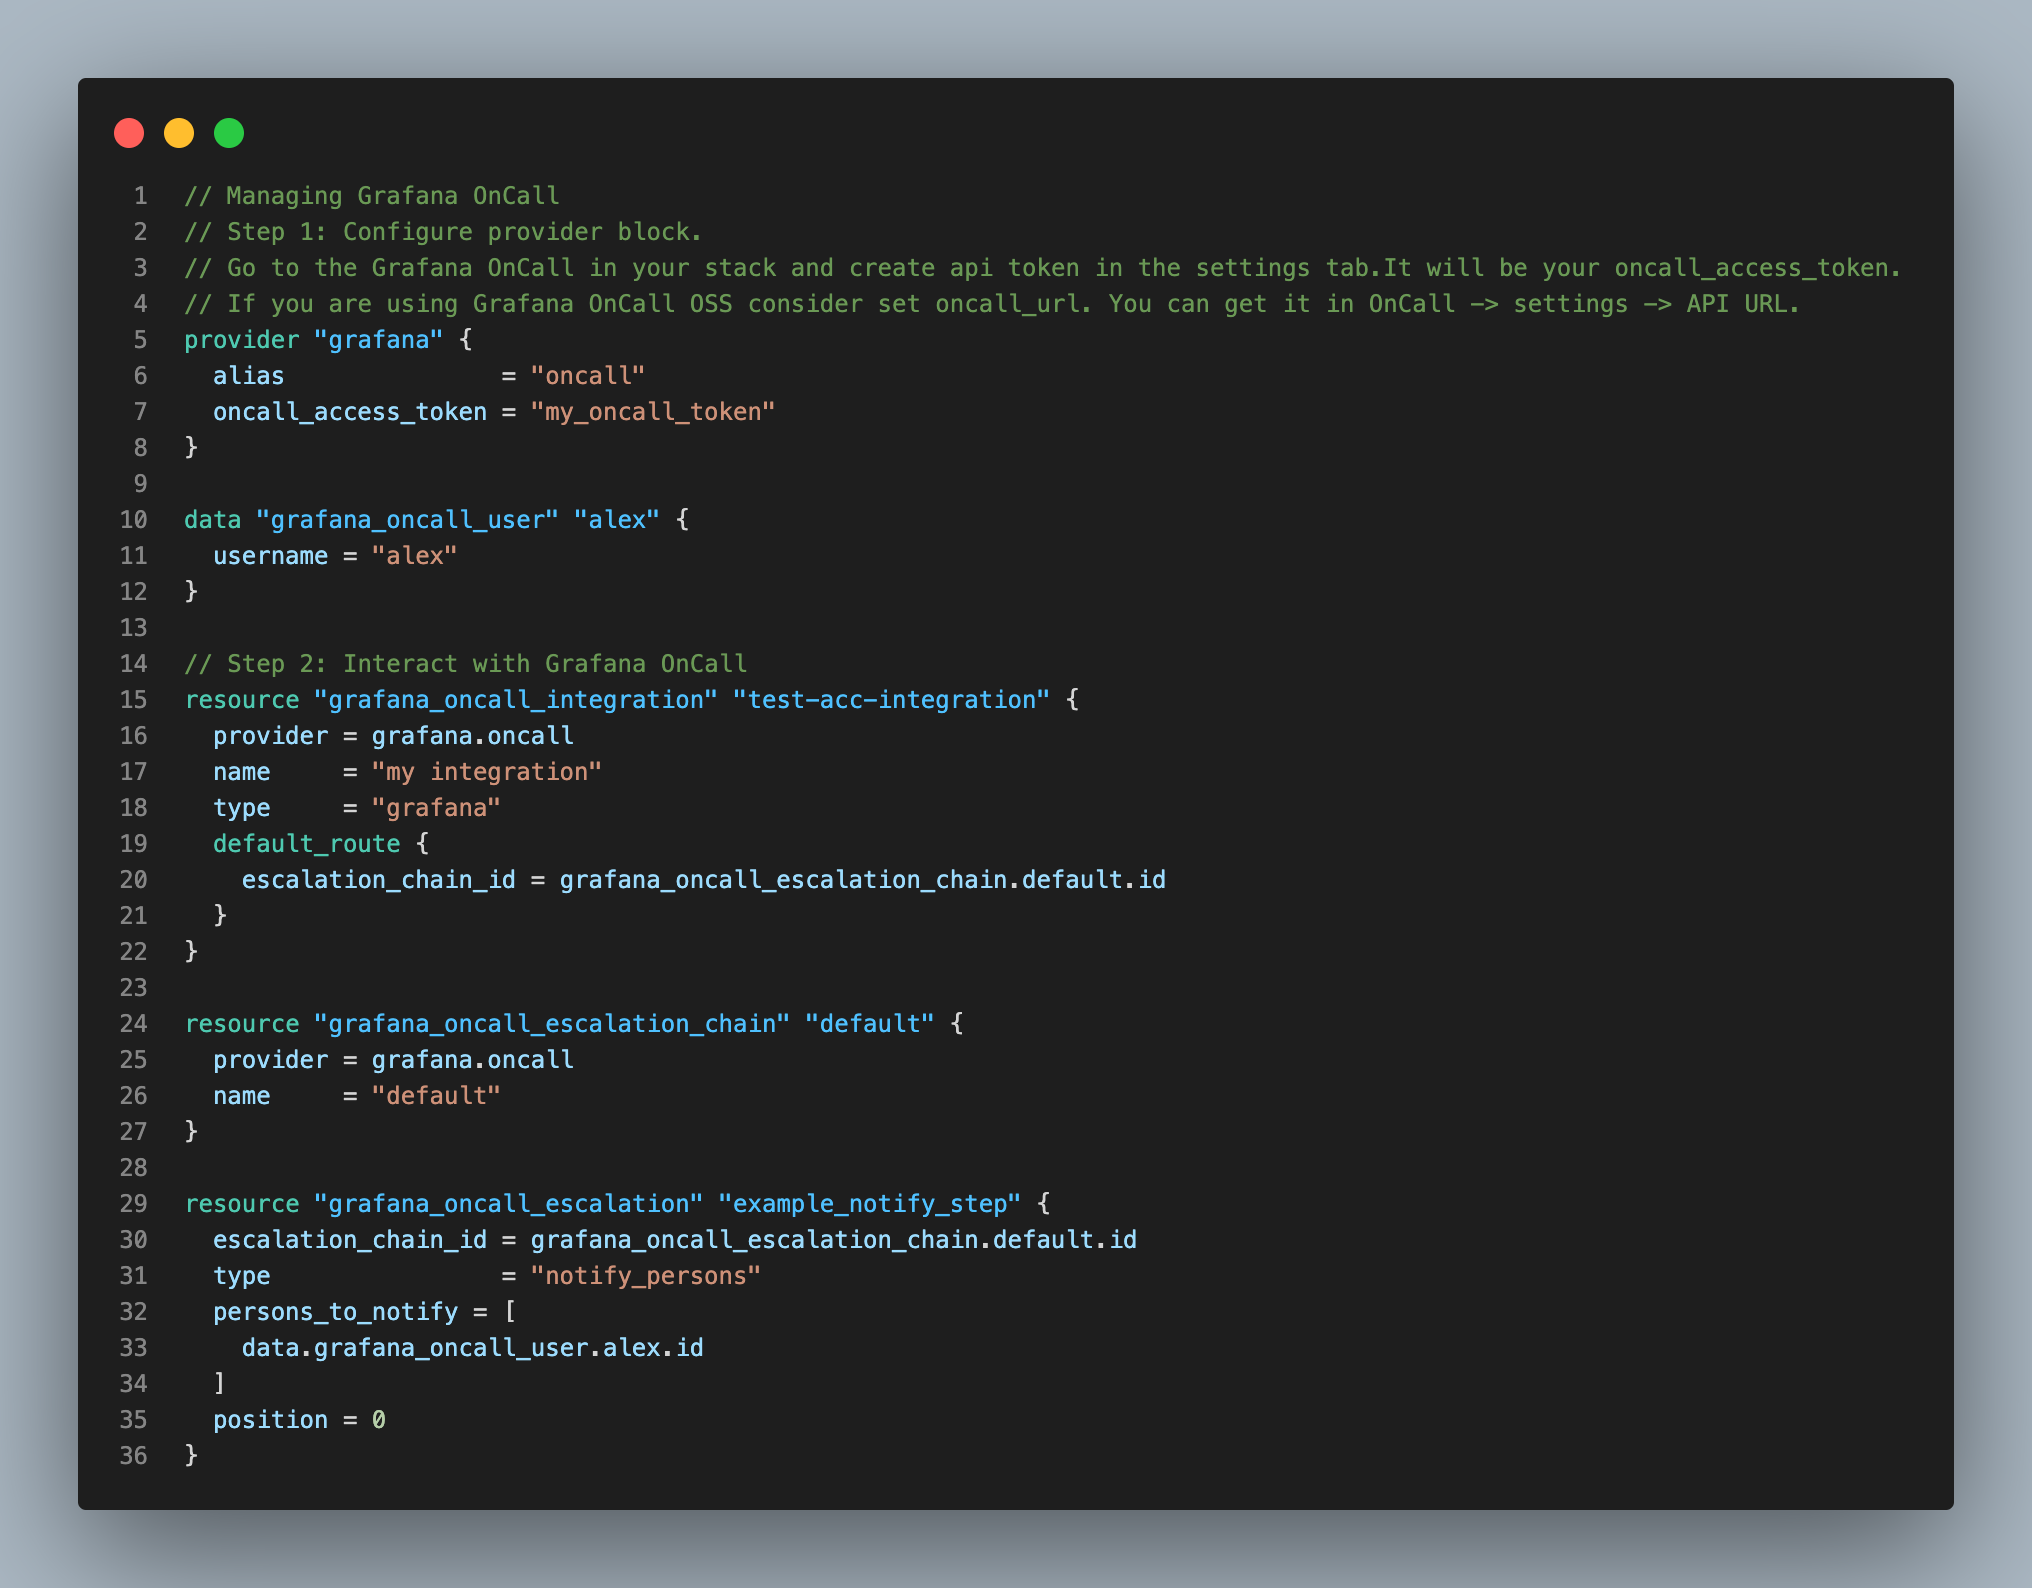 1 // Managing Grafana OnCall
2 // Step 1: Configure provider block.
3 // Go to the Grafana OnCall in your stack and create api token in the settings tab.It will be your oncall_access_token.
4 // If you are using Grafana OnCall OSS consider set oncall_url. You can get it in OnCall -> settings -> API URL.
5 provider "grafana" {
6   alias               = "oncall"
7   oncall_access_token = "my_oncall_token"
8 }
9
10 data "grafana_oncall_user" "alex" {
11   username = "alex"
12 }
13
14 // Step 2: Interact with Grafana OnCall
15 resource "grafana_oncall_integration" "test-acc-integration" {
16   provider = grafana.oncall
17   name     = "my integration"
18   type     = "grafana"
19   default_route {
20     escalation_chain_id = grafana_oncall_escalation_chain.default.id
21   }
22 }
23
24 resource "grafana_oncall_escalation_chain" "default" {
25   provider = grafana.oncall
26   name     = "default"
27 }
28
29 resource "grafana_oncall_escalation" "example_notify_step" {
30   escalation_chain_id = grafana_oncall_escalation_chain.default.id
31   type                = "notify_persons"
32   persons_to_notify = [
33     data.grafana_oncall_user.alex.id
34   ]
35   position = 0
36 }